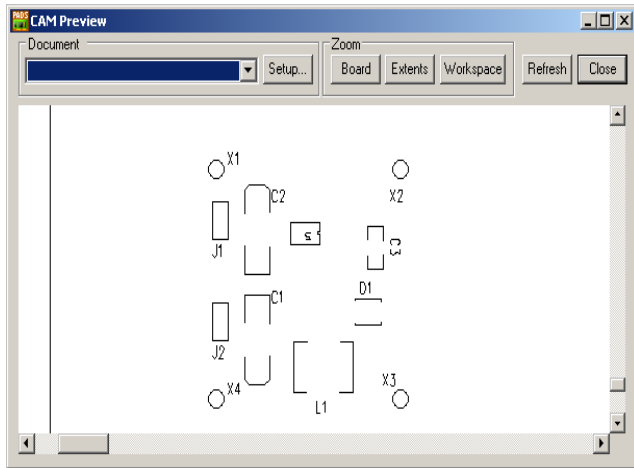 PADS CAM Preview
Document
Zoom
Setup...
Board
Extents
Workspace
Refresh
Close
X1
X2
C2
J1
C3
D1
C1
J2
X4
L1
X3